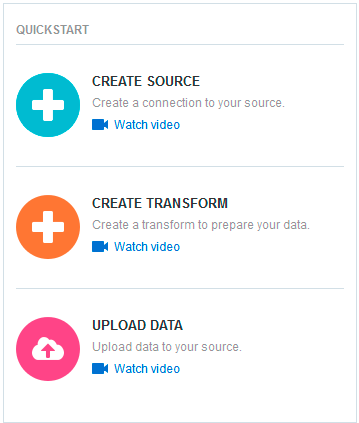 QUICKSTART
CREATE SOURCE
Create a connection to your source.
Watch video
CREATE TRANSFORM
Create a transform to prepare your data.
Watch video
UPLOAD DATA
Upload data to your source.
Watch video